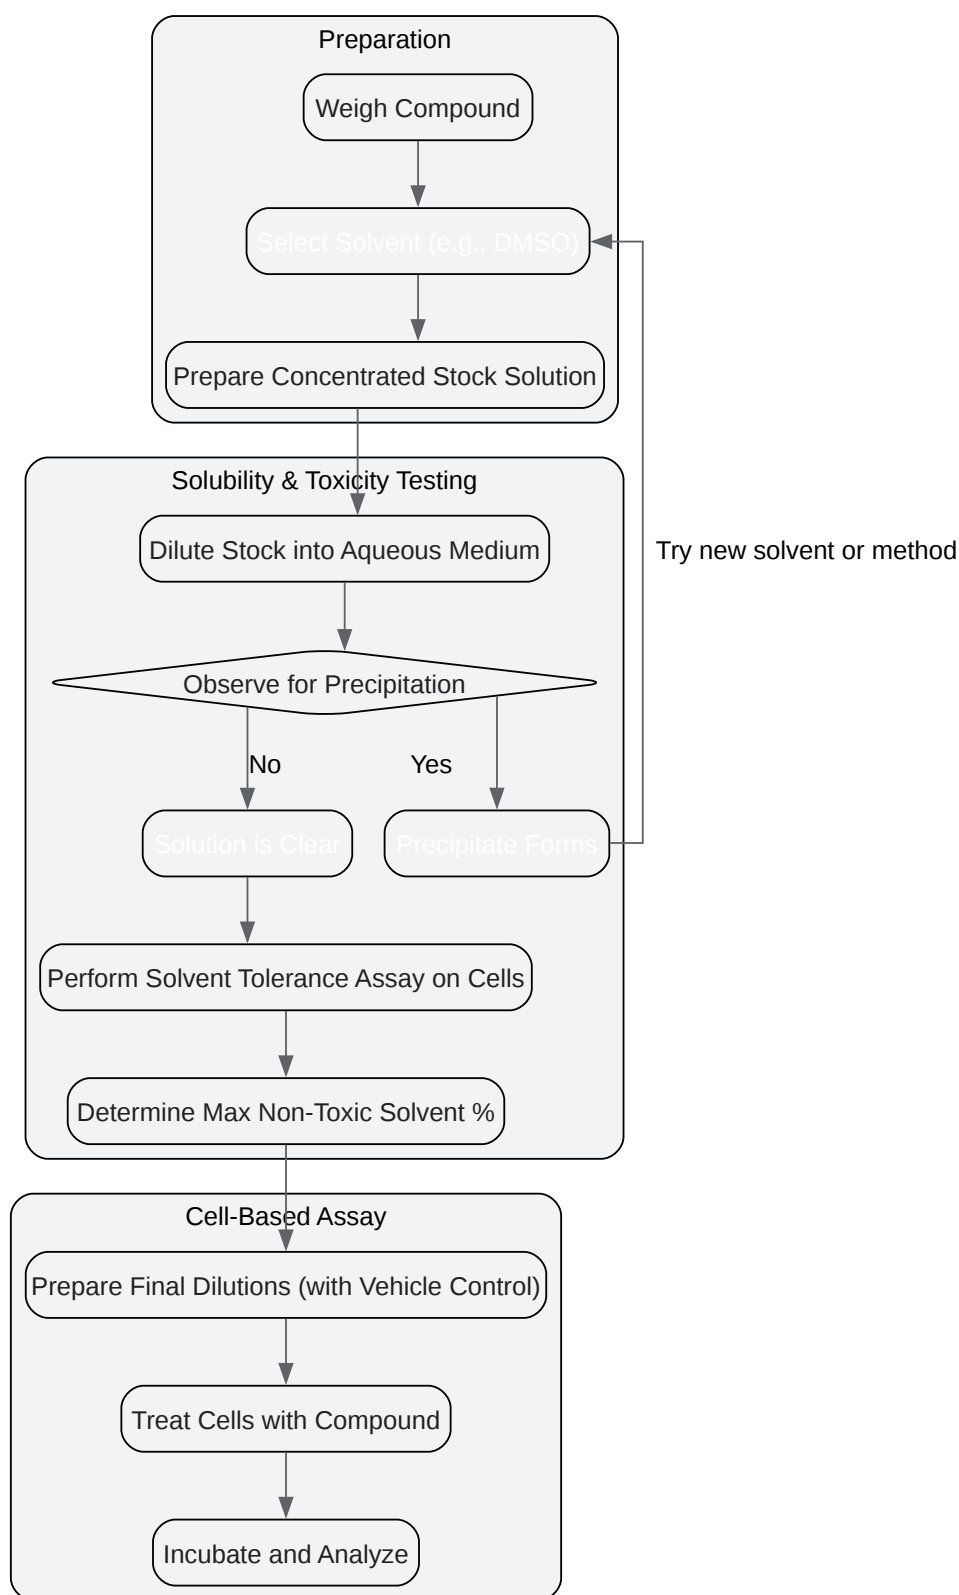 Preparation
Weigh Compound
Select Solvent (e.g., DMSO)
Prepare Concentrated Stock Solution
Solubility & Toxicity Testing
Dilute Stock into Aqueous Medium
Try new solvent or method
Observe for Precipitation
No
Yes
Solution is Clear
Precipitate Forms
Perform Solvent Tolerance Assay on Cells
Determine Max Non-Toxic Solvent %
Cell-Based Assay
Prepare Final Dilutions (with Vehicle Control)
Treat Cells with Compound
Incubate and Analyze